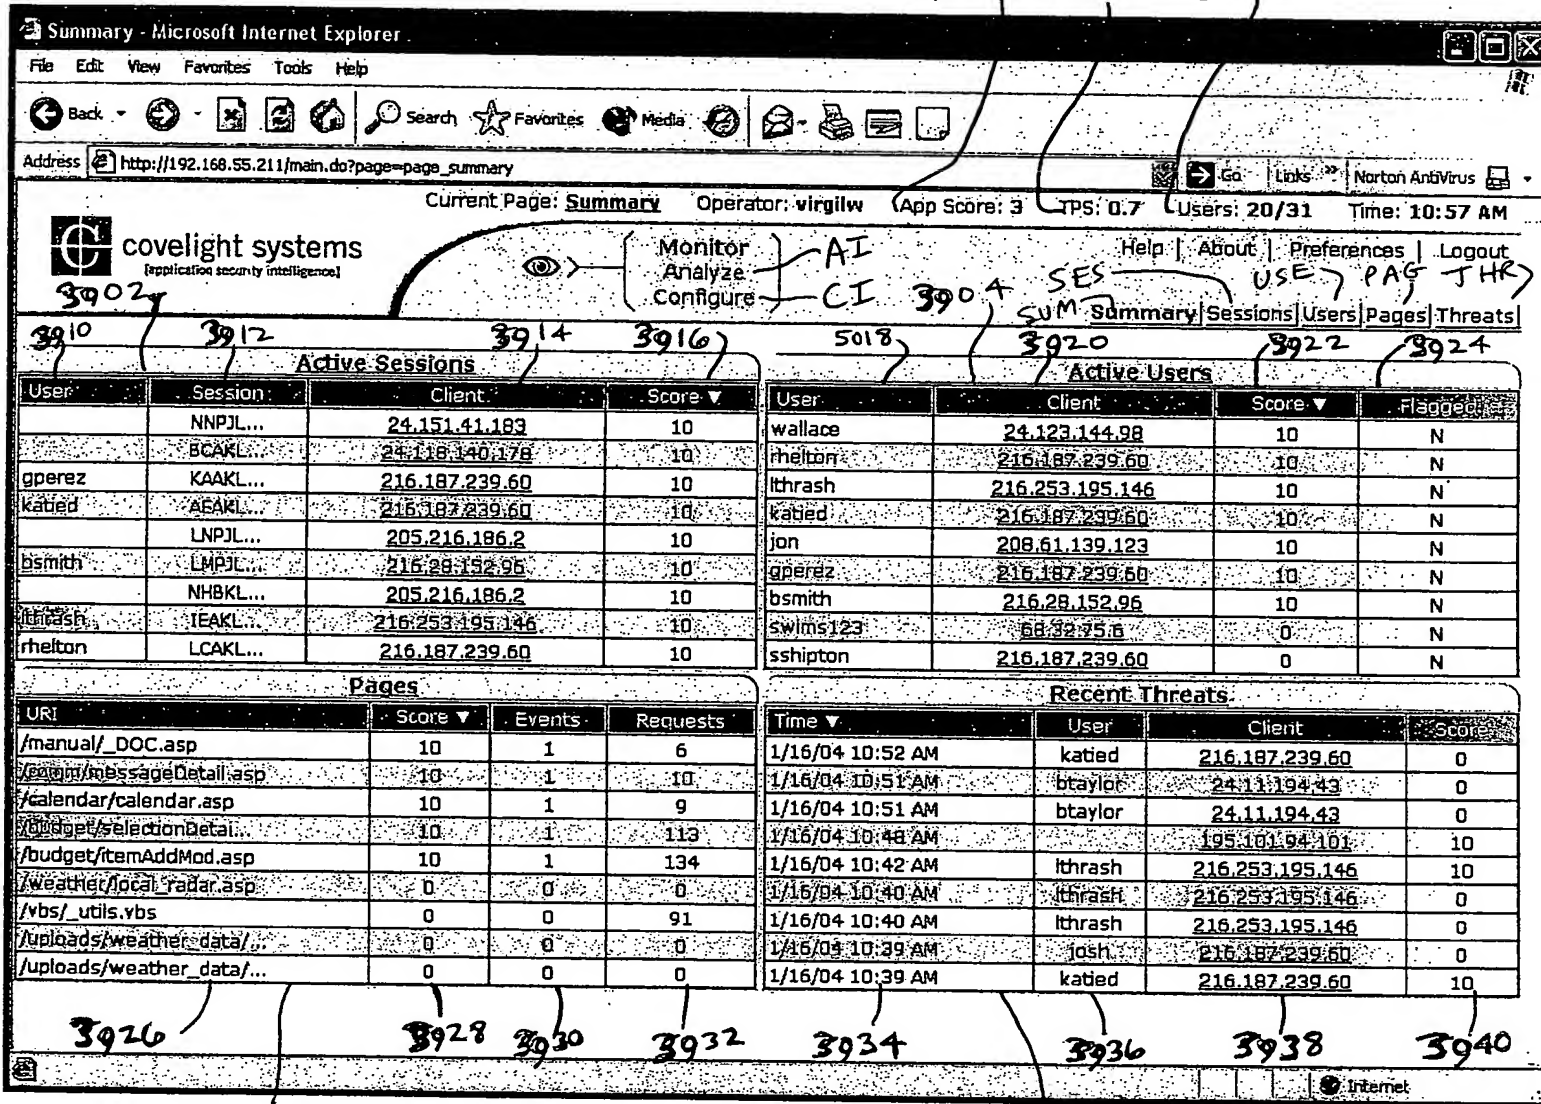 Summary - Microsoft Internet Explorer
File Edit View Favorites Tools Help
Back Search Favorites Media
Address http://192.168.55.211/main.do?page=page_summary Go Links » Norton AntiVirus
Current Page: Summary Operator: virgilw App Score: 3 TPS: 0.7 Users: 20/31 Time: 10:57 AM
covelight systems
[application security intelligence]
Monitor
Analyze AI
Configure CI
Help | About | Preferences | Logout
SUM SES USE PAG THR
Summary|Sessions|Users|Pages|Threats|
3902 3904
3910 3912 3914 3916 5018 3920 3922 3924
Active Sessions
User Session Client Score ▼
NNPJL... 24.151.41.183 10
BCAKL... 24.118.140.178 10
gperez KAAKL... 216.187.239.60 10
katied AEAKL... 216.187.239.60 10
LNPJL... 205.216.186.2 10
bsmith LMPJL... 216.28.152.96 10
NHBKL... 205.216.186.2 10
lthrash IEAKL... 216.253.195.146 10
rhelton LCAKL... 216.187.239.60 10
Active Users
User Client Score ▼ Flagged
wallace 24.123.144.98 10 N
rhelton 216.187.239.60 10 N
lthrash 216.253.195.146 10 N
katied 216.187.239.60 10 N
jon 208.61.139.123 10 N
gperez 216.187.239.60 10 N
bsmith 216.28.152.96 10 N
swims123 68.32.75.6 0 N
sshipton 216.187.239.60 0 N
Pages
URI Score ▼ Events Requests
/manual/_DOC.asp 10 1 6
/comm/messageDetail.asp 10 1 10
/calendar/calendar.asp 10 1 9
/budget/selectionDetai... 10 1 113
/budget/itemAddMod.asp 10 1 134
/weather/local_radar.asp 0 0 0
/vbs/_utils.vbs 0 0 91
/uploads/weather_data/... 0 0 0
/uploads/weather_data/... 0 0 0
Recent Threats
Time ▼ User Client Score
1/16/04 10:52 AM katied 216.187.239.60 0
1/16/04 10:51 AM btaylor 24.11.194.43 0
1/16/04 10:51 AM btaylor 24.11.194.43 0
1/16/04 10:48 AM 195.101.94.101 10
1/16/04 10:42 AM lthrash 216.253.195.146 10
1/16/04 10:40 AM lthrash 216.253.195.146 0
1/16/04 10:40 AM lthrash 216.253.195.146 0
1/16/04 10:39 AM josh 216.187.239.60 0
1/16/04 10:39 AM katied 216.187.239.60 10
3926 3928 3930 3932 3934 3936 3938 3940
Internet